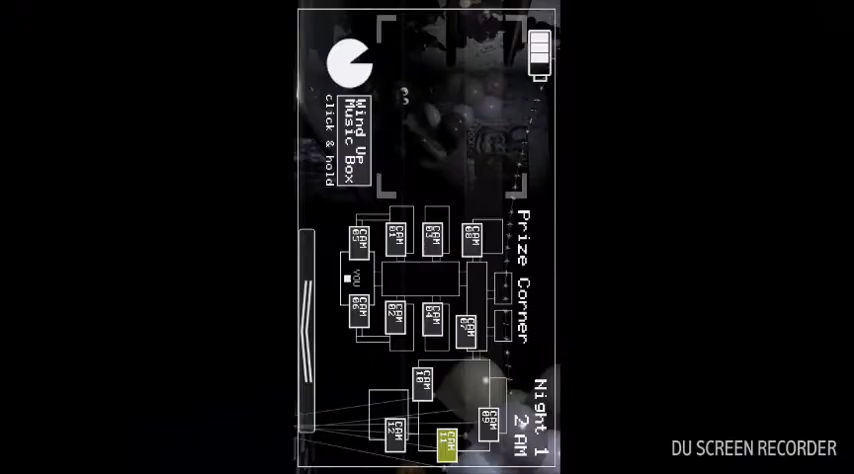 Night 1
2 AM
Prize Corner
Wind Up
Music Box
click & hold
CAM
08
CAM
03
CAM
01
CAM
05
YOU
CAM
06
CAM
02
CAM
04
CAM
07
CAM
10
CAM
09
CAM
12
CAM
11
DU SCREEN RECORDER